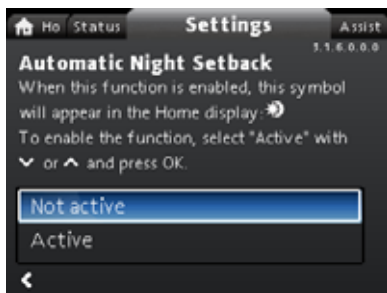 Ho Status Settings Assist
3.1.6.0.0.0
Automatic Night Setback
When this function is enabled, this symbol
will appear in the Home display:
To enable the function, select "Active" with
or and press OK.
Not active
Active